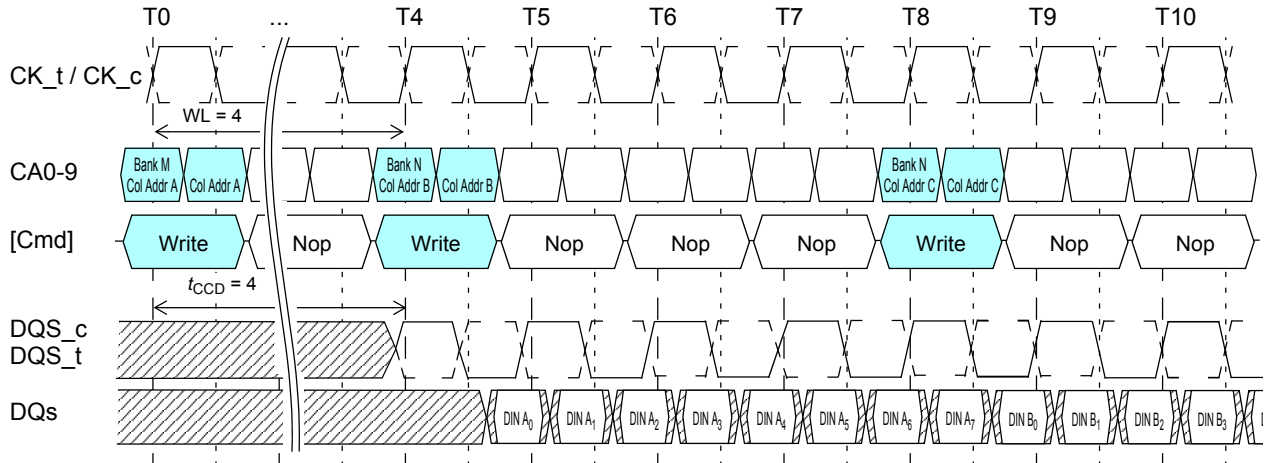 T0 ... T4 T5 T6 T7 T8 T9 T10
CK_t / CK_c
WL = 4
CA0-9
Bank M
Col Addr A
Col Addr A
Bank N
Col Addr B
Col Addr B
Bank N
Col Addr C
Col Addr C
[Cmd] Write Nop Write Nop Nop Nop Write Nop Nop
tCCD = 4
DQS_c
DQS_t
DQs DIN A0 DIN A1 DIN A2 DIN A3 DIN A4 DIN A5 DIN A6 DIN A7 DIN B0 DIN B1 DIN B2 DIN B3